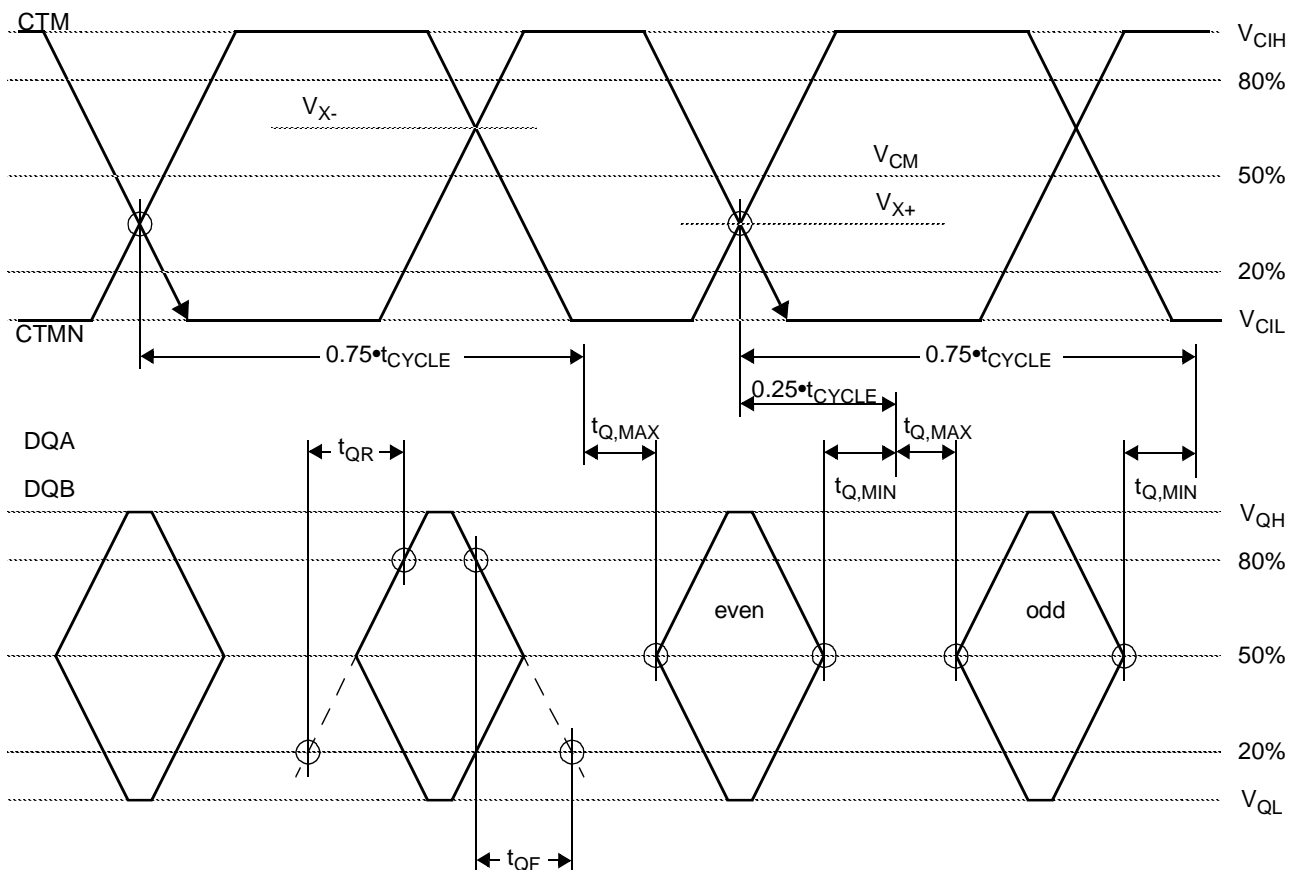 CTM
V_CIH
80%
V_X-
V_CM
50%
V_X+
20%
CTMN
V_CIL
0.75•t_CYCLE
0.75•t_CYCLE
0.25•t_CYCLE
t_Q,MAX
t_Q,MAX
DQA
t_QR
DQB
t_Q,MIN
t_Q,MIN
V_QH
80%
even
odd
50%
20%
V_QL
t_QF